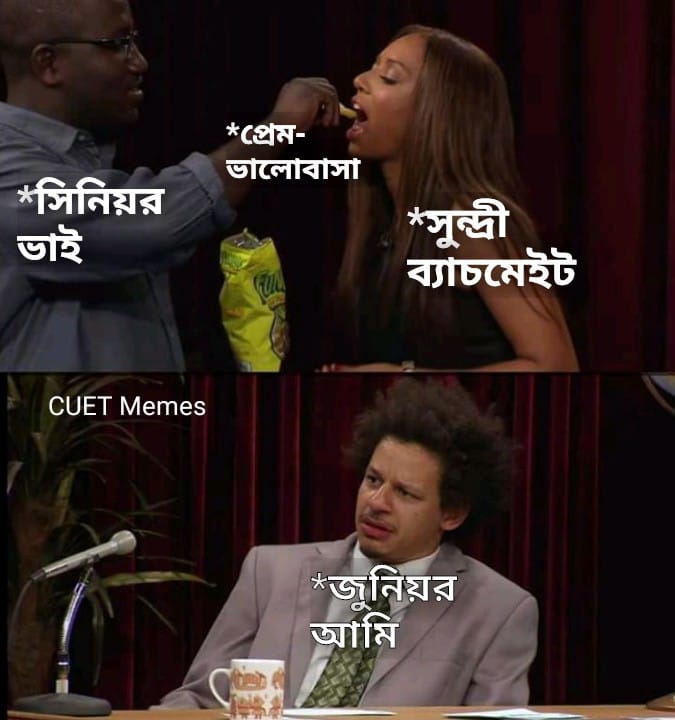 *প্রেম-
ভালোবাসা
*সিনিয়র
ভাই
*সুন্দ্রী
ব্যাচমেইট
CUET Memes
*জুনিয়র
আমি